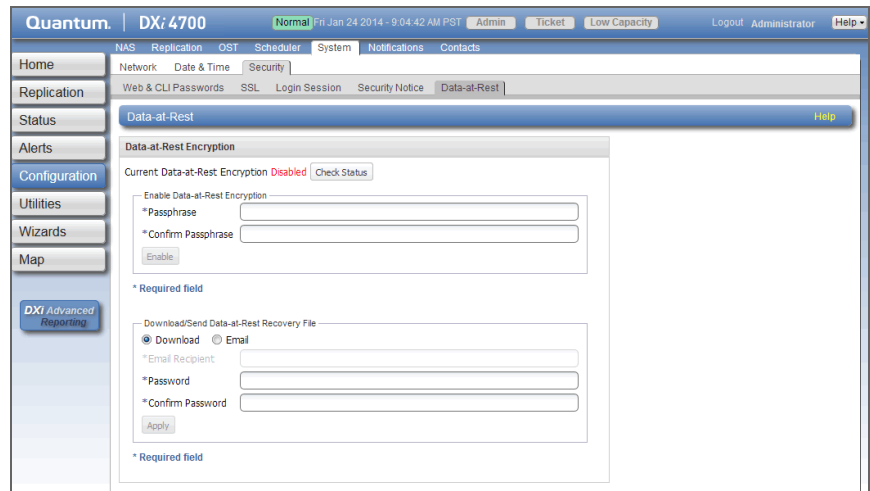 Quantum. DXi 4700 Normal Fri Jan 24 2014 - 9:04:42 AM PST Admin Ticket Low Capacity Logout Administrator Help
NAS Replication OST Scheduler System Notifications Contacts
Home
Network Date & Time Security
Replication
Web & CLI Passwords SSL Login Session Security Notice Data-at-Rest
Status
Data-at-Rest Help
Alerts
Data-at-Rest Encryption
Configuration
Current Data-at-Rest Encryption Disabled Check Status
Utilities
Enable Data-at-Rest Encryption
*Passphrase
Wizards
*Confirm Passphrase
Map
Enable
* Required field
DXi Advanced
Reporting
Download/Send Data-at-Rest Recovery File
Download Email
*Email Recipient
*Password
*Confirm Password
Apply
* Required field